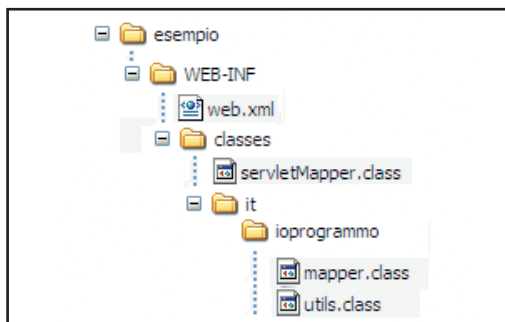 esempio
WEB-INF
web.xml
classes
servletMapper.class
it
ioprogrammo
mapper.class
utils.class